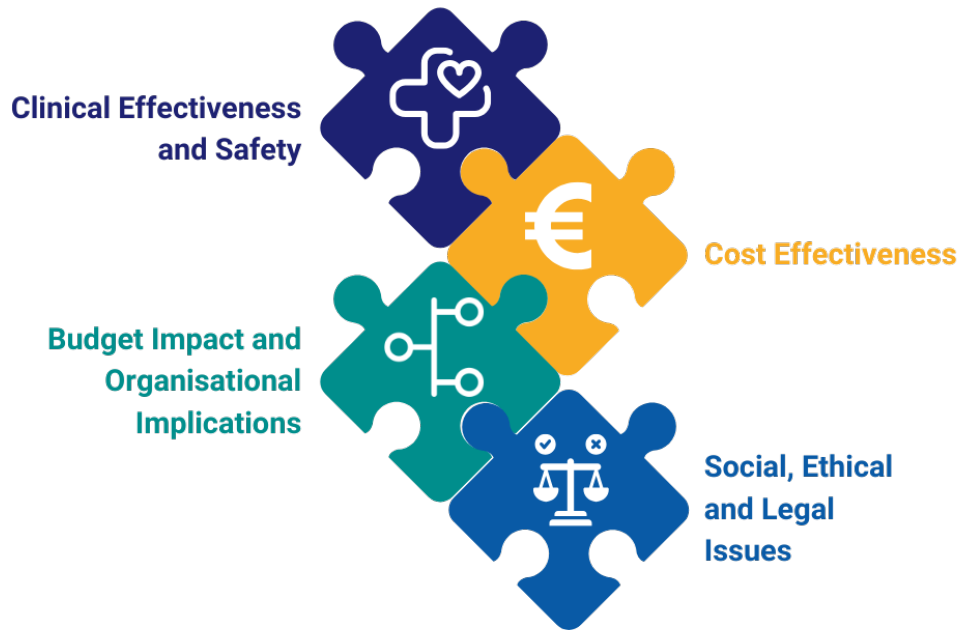 Clinical Effectiveness
and Safety
€
Cost Effectiveness
Budget Impact and
Organisational
Implications
Social, Ethical
and Legal
Issues